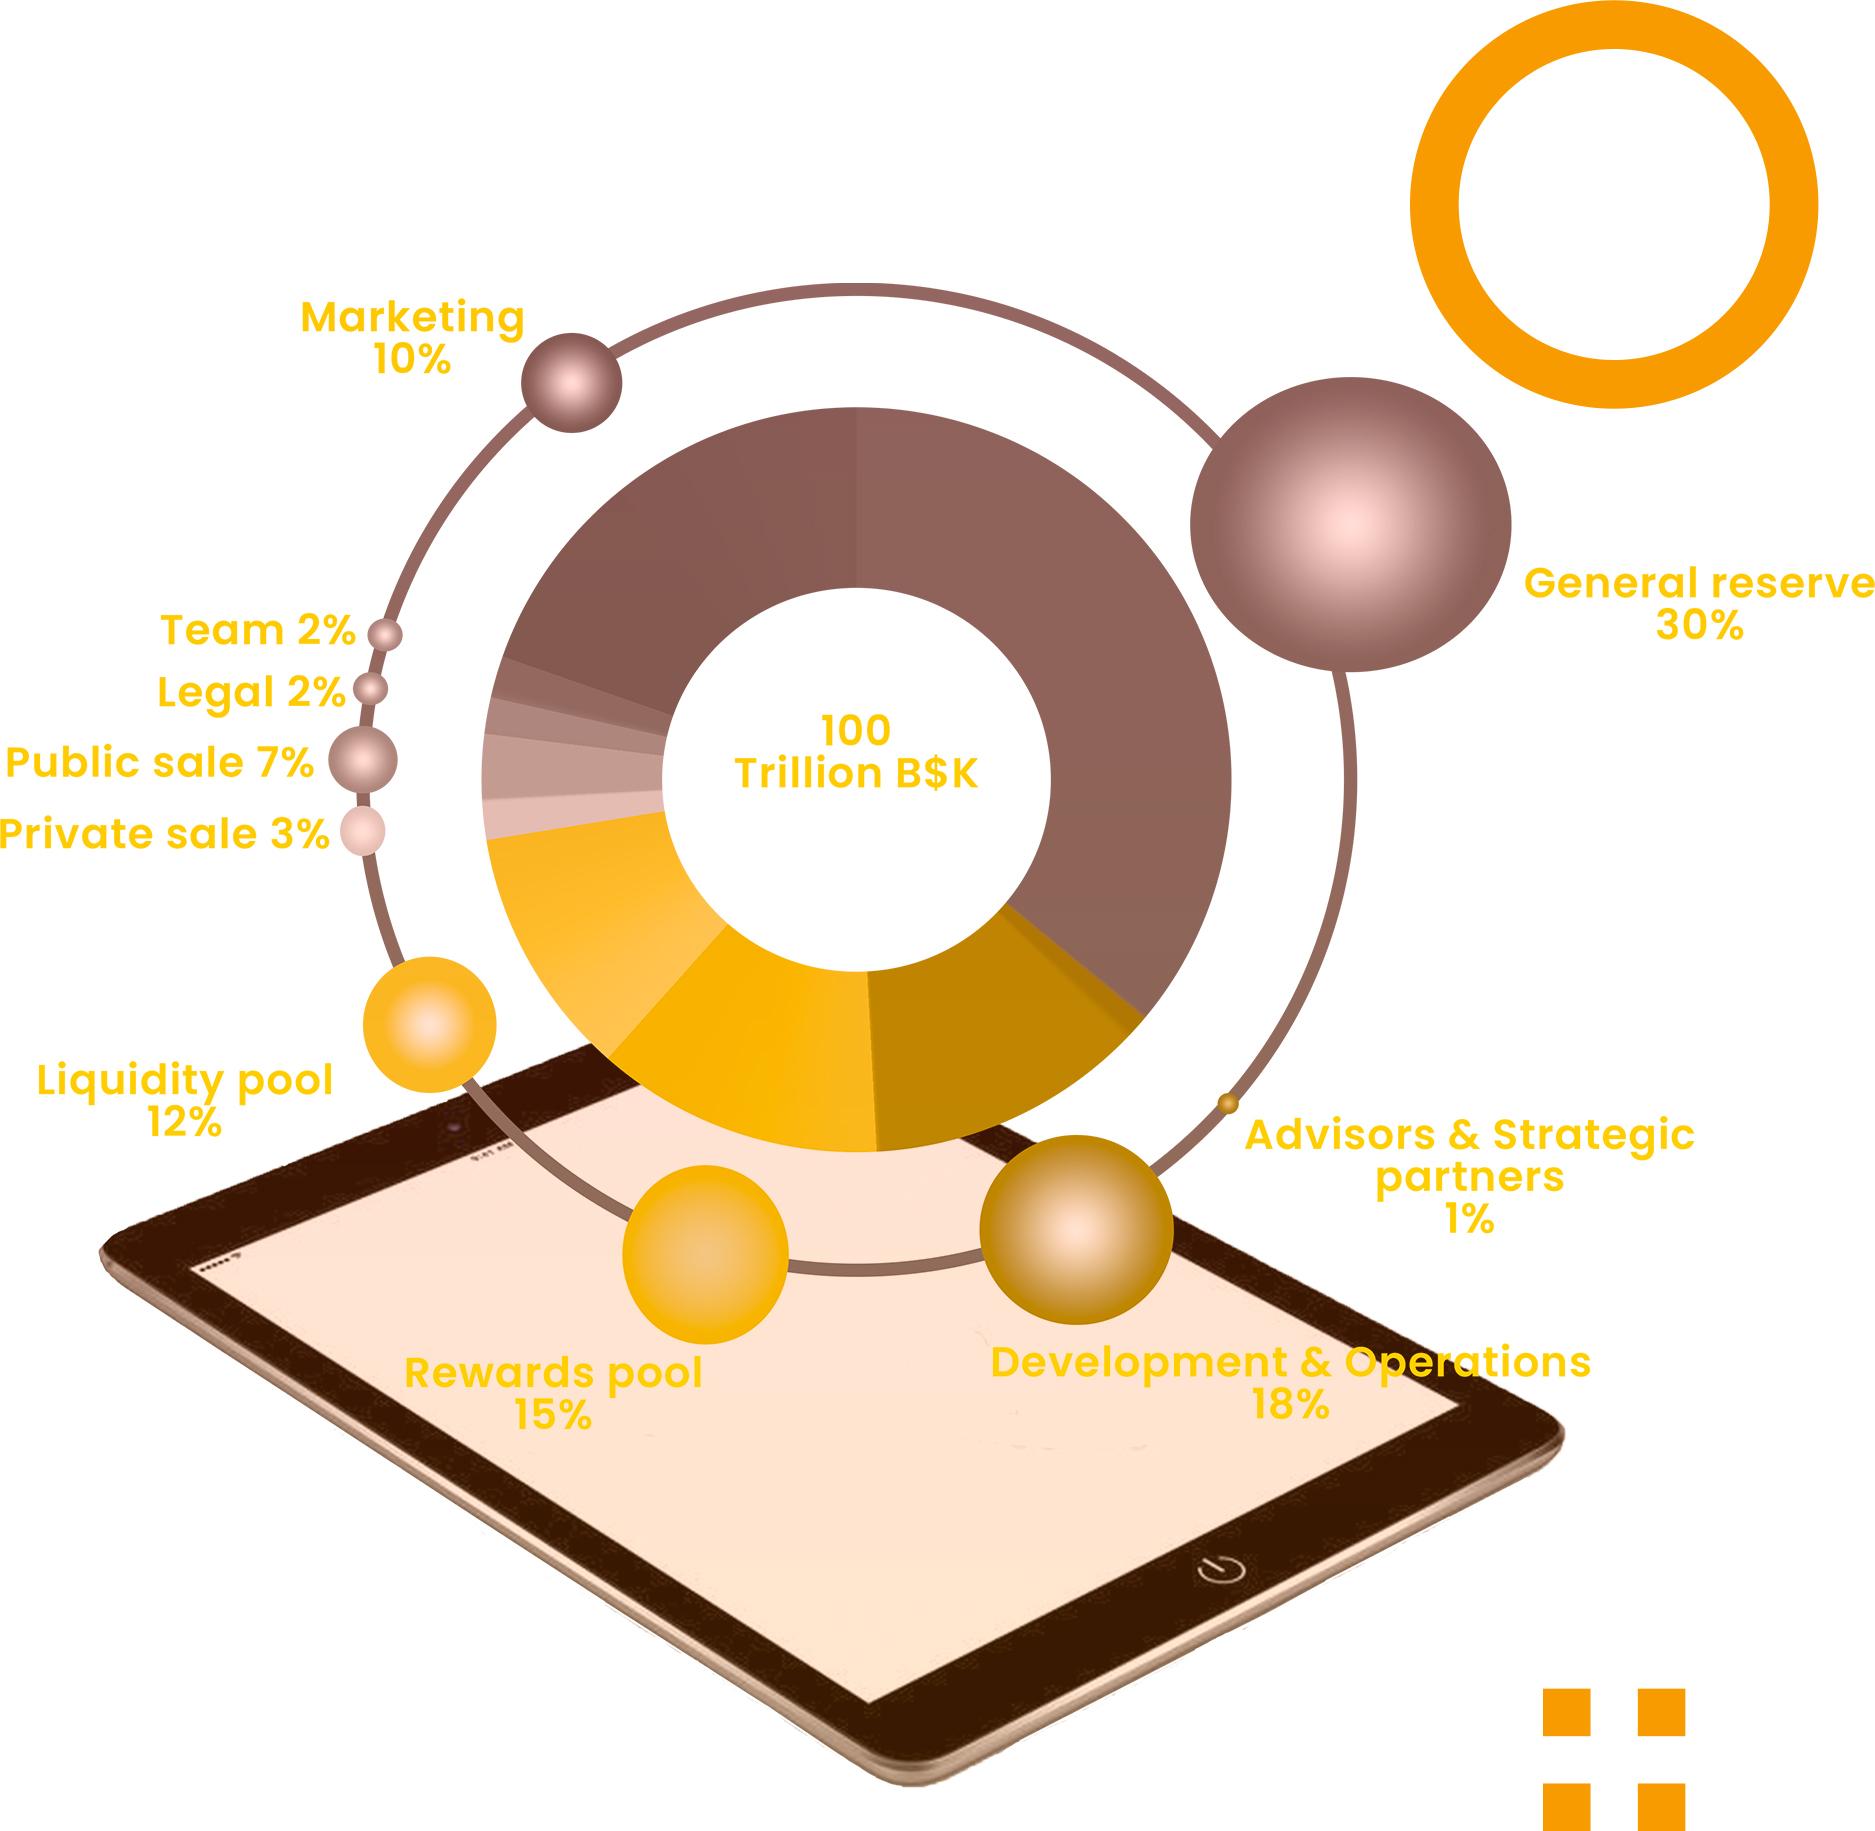 Marketing
10%
General reserve
30%
Team 2%
Legal 2%
Public sale 7%
Private sale 3%
100
Trillion B$K
Liquidity pool
12%
Advisors & Strategic
partners
1%
Rewards pool
15%
Development & Operations
18%